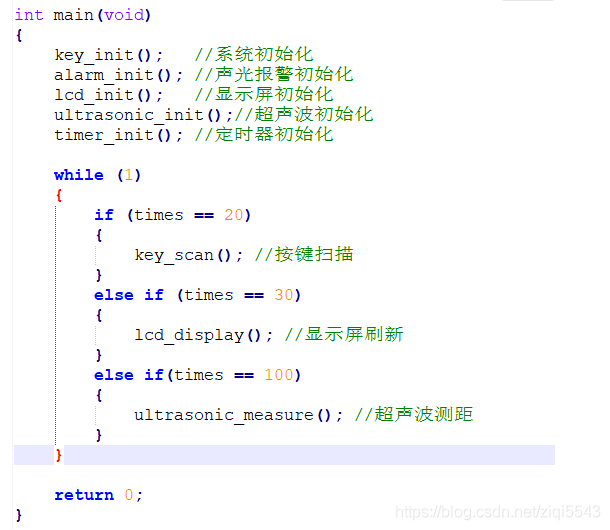 int main(void)
{
    key_init();   //系统初始化
    alarm_init(); //声光报警初始化
    lcd_init();   //显示屏初始化
    ultrasonic_init();//超声波初始化
    timer_init(); //定时器初始化
    while (1)
    {
        if (times == 20)
        {
            key_scan(); //按键扫描
        }
        else if (times == 30)
        {
            lcd_display(); //显示屏刷新
        }
        else if(times == 100)
        {
            ultrasonic_measure(); //超声波测距
        }
    }
    return 0;
}
https://blog.csdn.net/ziqi5543